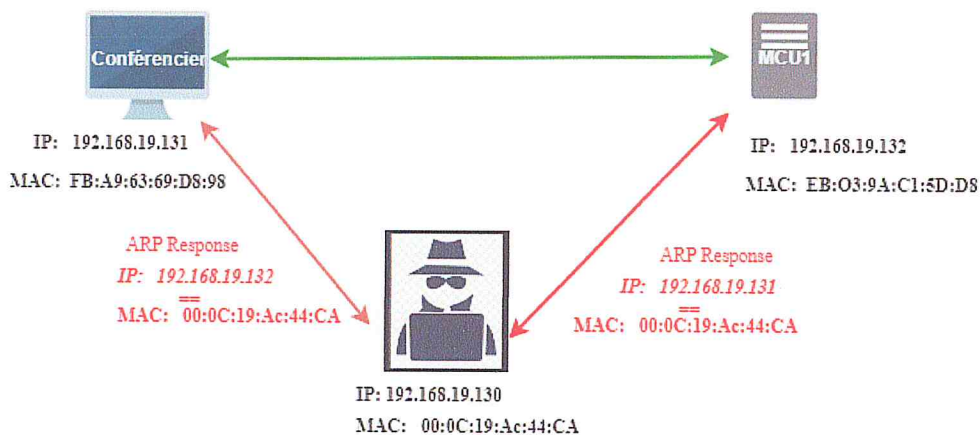 Conférencier
MCU1
IP: 192.168.19.131
MAC: FB:A9:63:69:D8:98
IP: 192.168.19.132
MAC: EB:O3:9A:C1:5D:D8
ARP Response
IP: 192.168.19.132
==
MAC: 00:0C:19:Ac:44:CA
ARP Response
IP: 192.168.19.131
==
MAC: 00:0C:19:Ac:44:CA
IP: 192.168.19.130
MAC: 00:0C:19:Ac:44:CA